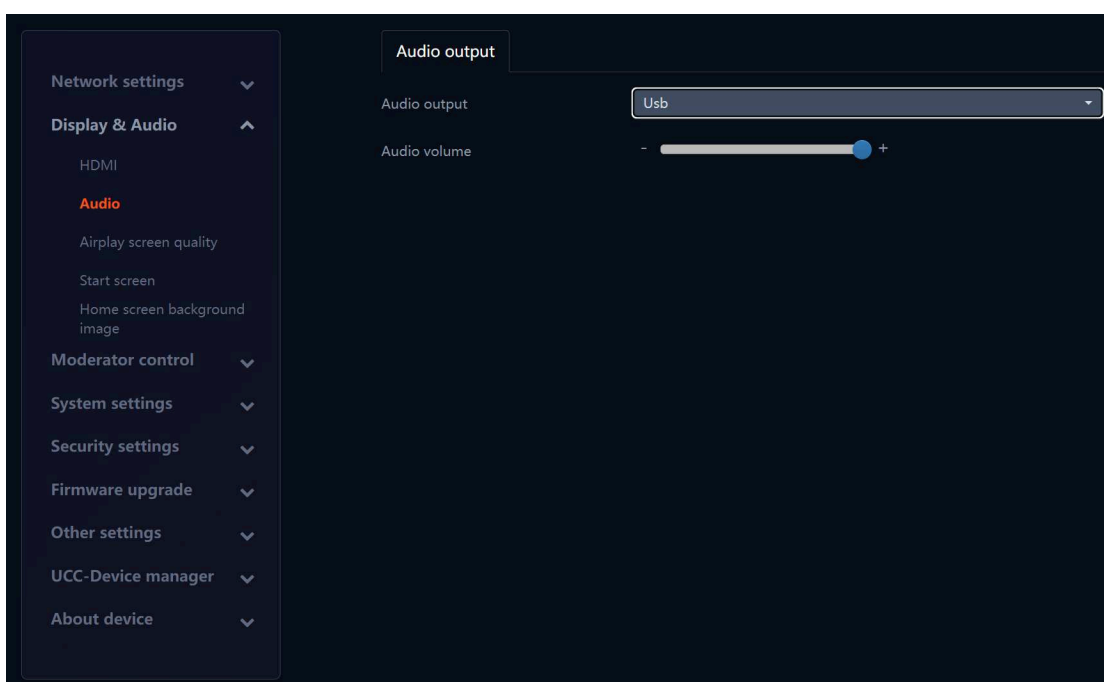 Network settings
Display & Audio
HDMI
Audio
Airplay screen quality
Start screen
Home screen background
image
Moderator control
System settings
Security settings
Firmware upgrade
Other settings
UCC-Device manager
About device
Audio output
Audio output
Usb
Audio volume
- +